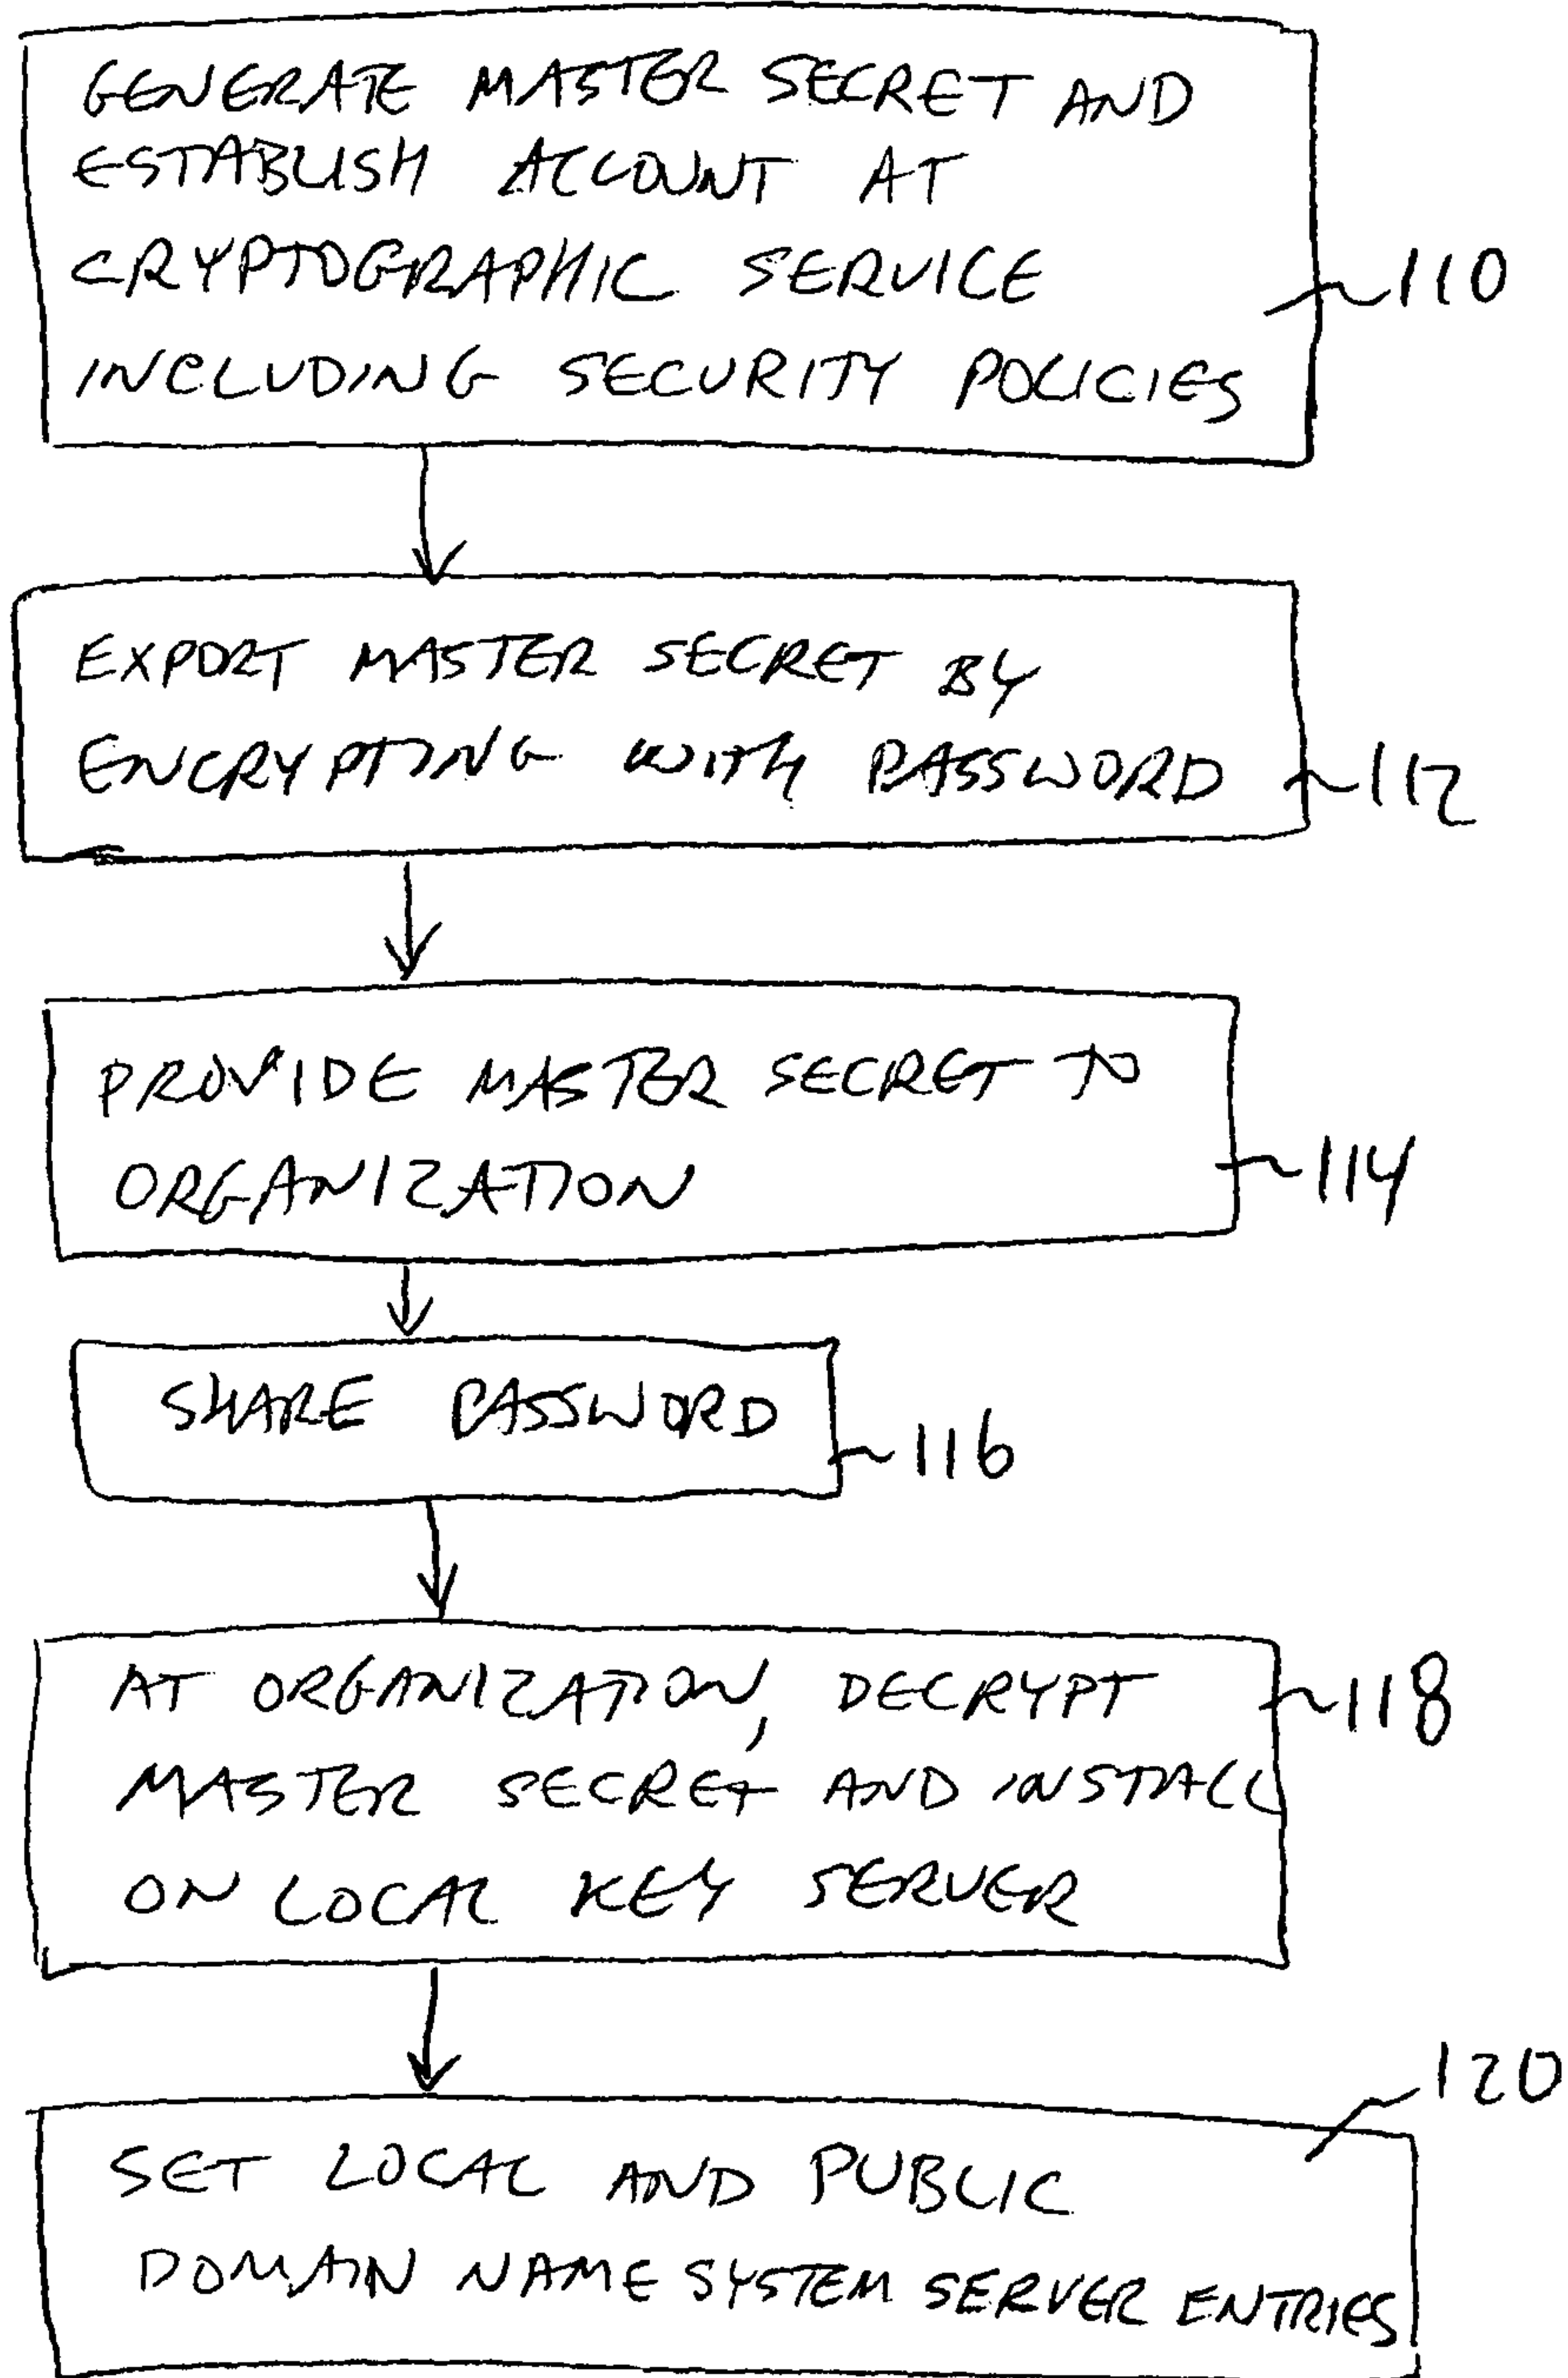 GENERATE MASTER SECRET AND
ESTABLISH ACCOUNT AT
CRYPTOGRAPHIC SERVICE
INCLUDING SECURITY POLICIES
110
EXPORT MASTER SECRET BY
ENCRYPTING WITH PASSWORD
112
PROVIDE MASTER SECRET TO
ORGANIZATION
114
SHARE PASSWORD
116
AT ORGANIZATION, DECRYPT
118
MASTER SECRET AND INSTALL
ON LOCAL KEY SERVER
120
SET LOCAL AND PUBLIC
DOMAIN NAME SYSTEM SERVER ENTRIES